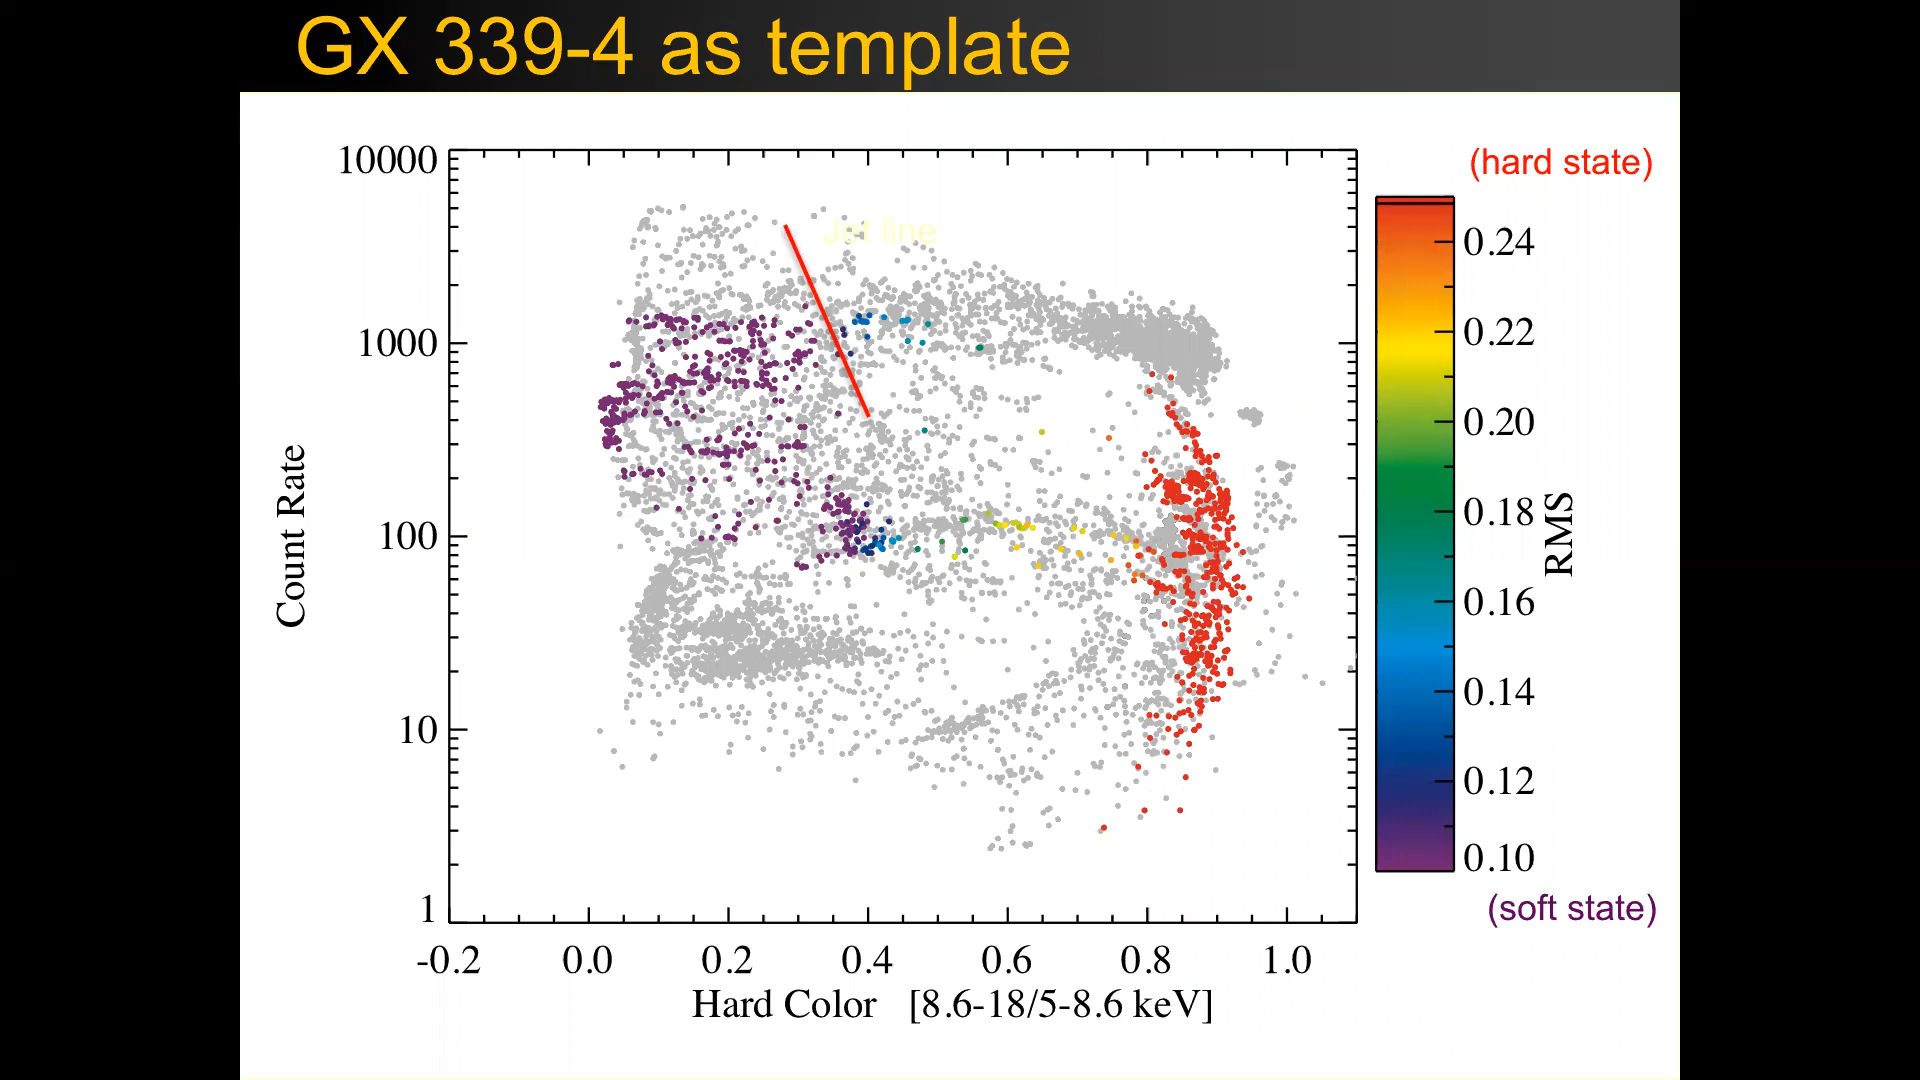 GX 339-4 as template
(hard state)
Jet line
10000
1000
100
10
1
Count Rate
-0.2 0.0 0.2 0.4 0.6 0.8 1.0
Hard Color [8.6-18/5-8.6 keV]
0.24
0.22
0.20
0.18
0.16
0.14
0.12
0.10
RMS
(soft state)